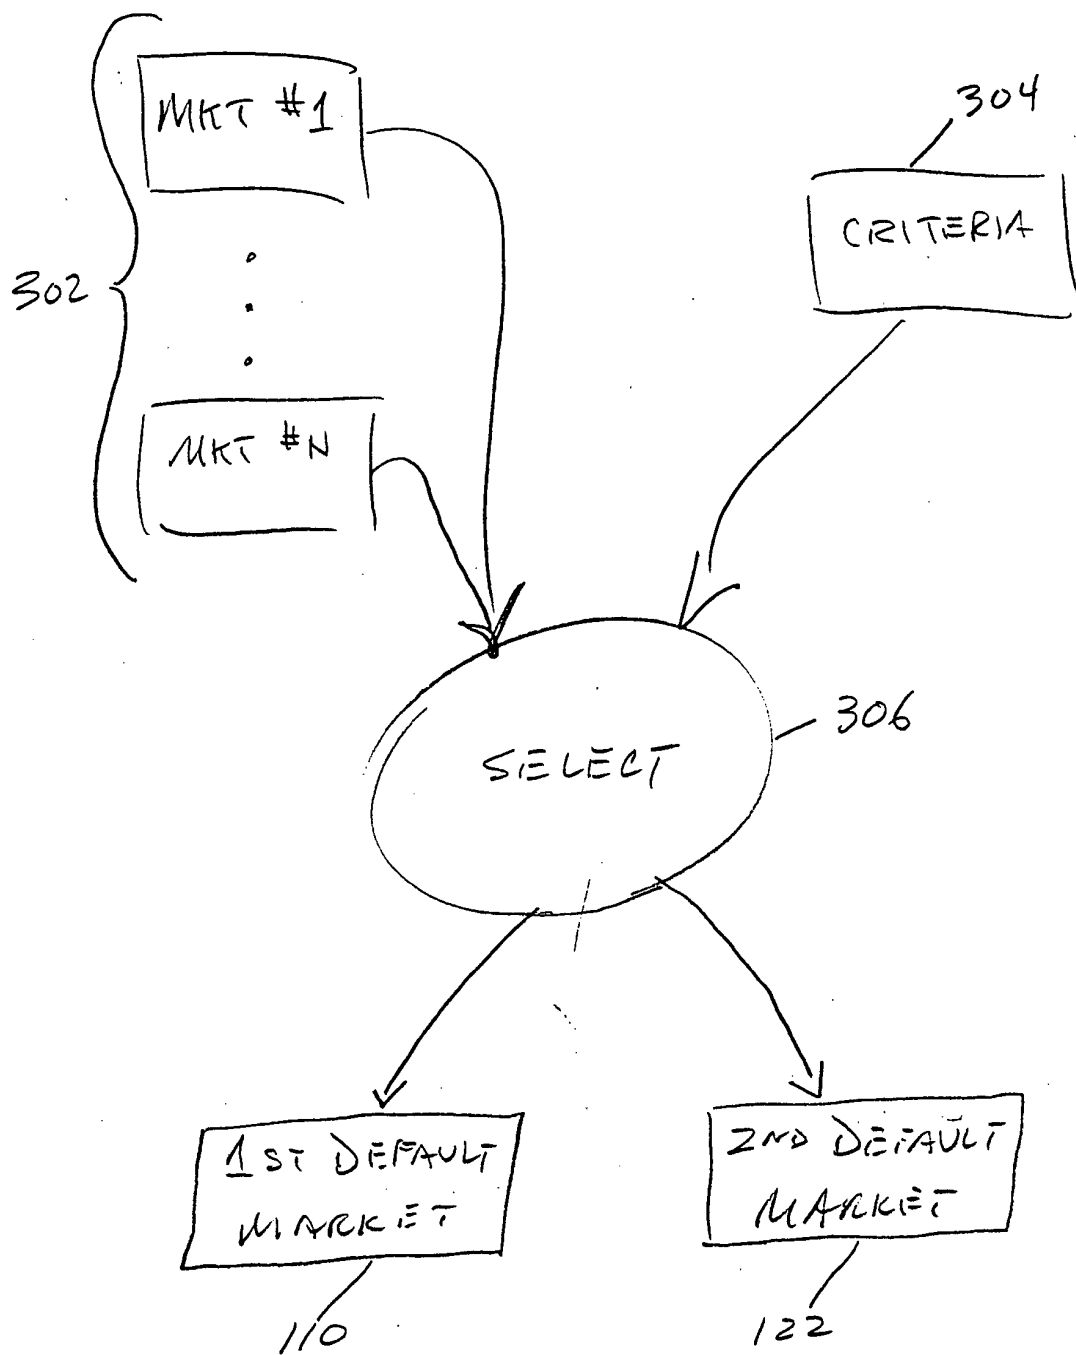 MKT #1
304
CRITERIA
302
MKT #N
306
SELECT
1ST DEFAULT
MARKET
2ND DEFAULT
MARKET
110
122